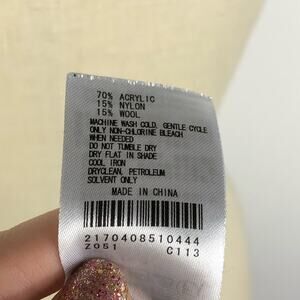 70% ACRYLIC
15% NYLON
15% WOOL
MACHINE WASH COLD, GENTLE CYCLE
ONLY NON-CHLORINE BLEACH
WHEN NEEDED
DO NOT TUMBLE DRY
DRY FLAT IN SHADE
COOL IRON
DRYCLEAN, PETROLEUM
SOLVENT ONLY
MADE IN CHINA
2170408510444
Z051 C113